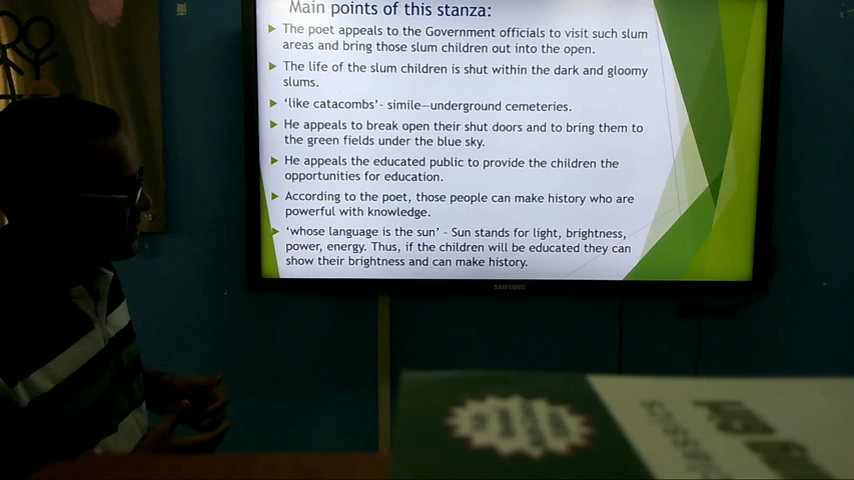 Main points of this stanza:
The poet appeals to the Government officials to visit such slum
areas and bring those slum children out into the open.
The life of the slum children is shut within the dark and gloomy
slums.
‘like catacombs’- simile—underground cemeteries.
He appeals to break open their shut doors and to bring them to
the green fields under the blue sky.
He appeals the educated public to provide the children the
opportunities for education.
According to the poet, those people can make history who are
powerful with knowledge.
‘whose language is the sun’ - Sun stands for light, brightness,
power, energy. Thus, if the children will be educated they can
show their brightness and can make history.
SAMSUNG